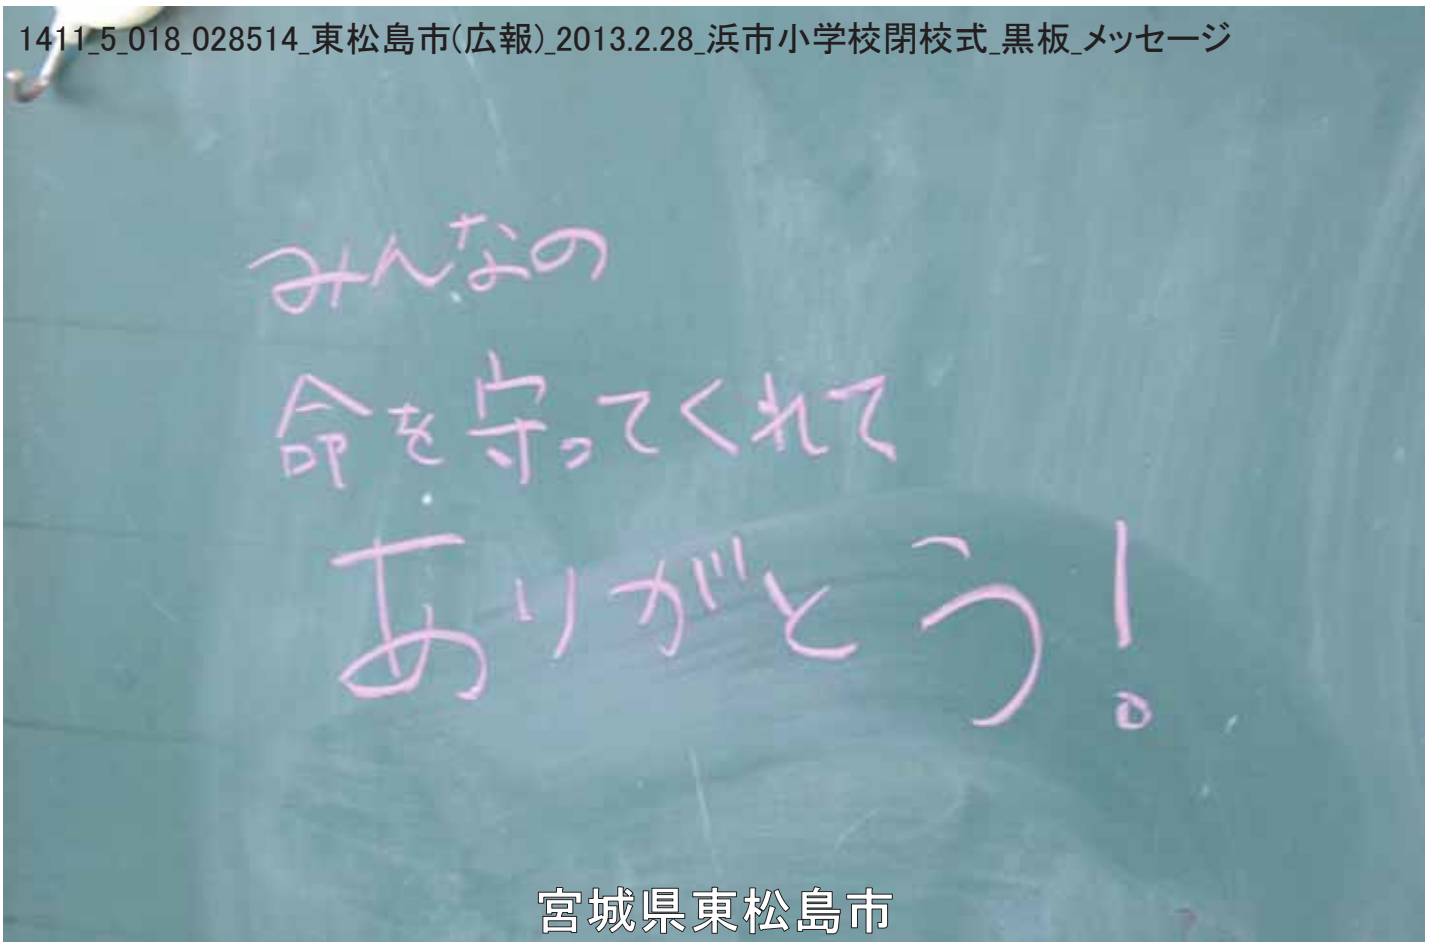 1411_5_018_028514_東松島市(広報)_2013.2.28_浜市小学校閉校式_黒板_メッセージ
みんなの
命を守ってくれて
ありがとう!
宮城県東松島市